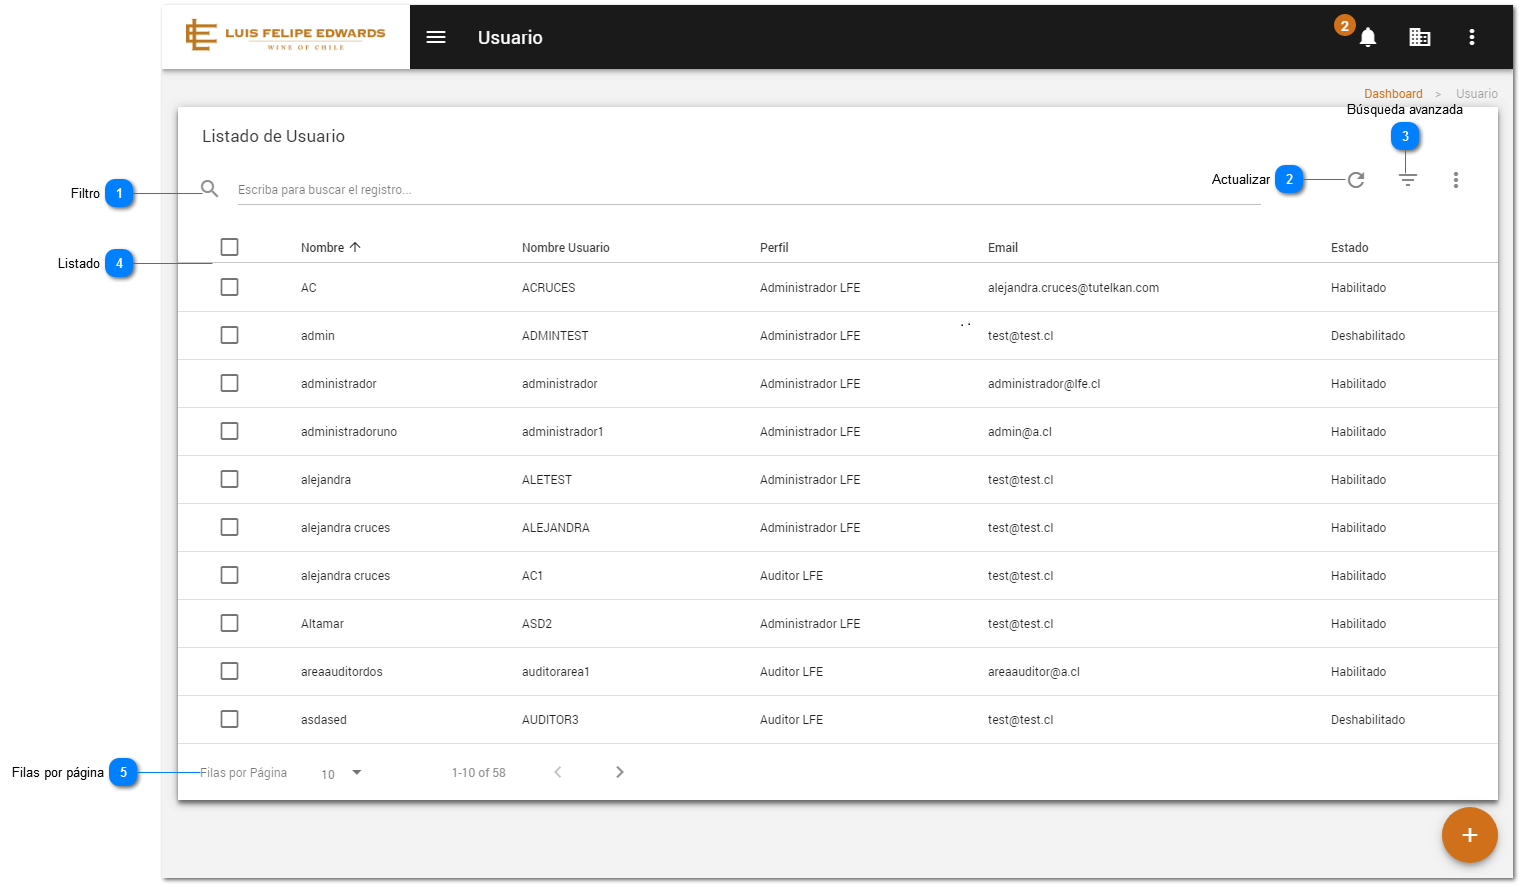 LUIS FELIPE EDWARDS
WINE OF CHILE
Usuario
2
Dashboard > Usuario
Búsqueda avanzada
3
Listado de Usuario
Filtro 1
Escriba para buscar el registro...
Actualizar 2
Listado 4
Nombre Nombre Usuario Perfil Email Estado
AC ACRUCES Administrador LFE alejandra.cruces@tutelkan.com Habilitado
admin ADMINTEST Administrador LFE test@test.cl Deshabilitado
administrador administrador Administrador LFE administrador@lfe.cl Habilitado
administradoruno administrador1 Administrador LFE admin@a.cl Habilitado
alejandra ALETEST Administrador LFE test@test.cl Habilitado
alejandra cruces ALEJANDRA Administrador LFE test@test.cl Habilitado
alejandra cruces AC1 Auditor LFE test@test.cl Habilitado
Altamar ASD2 Administrador LFE test@test.cl Habilitado
areaauditordos auditorarea1 Auditor LFE areaauditor@a.cl Habilitado
asdased AUDITOR3 Auditor LFE test@test.cl Deshabilitado
Filas por página 5
Filas por Página 10 1-10 of 58